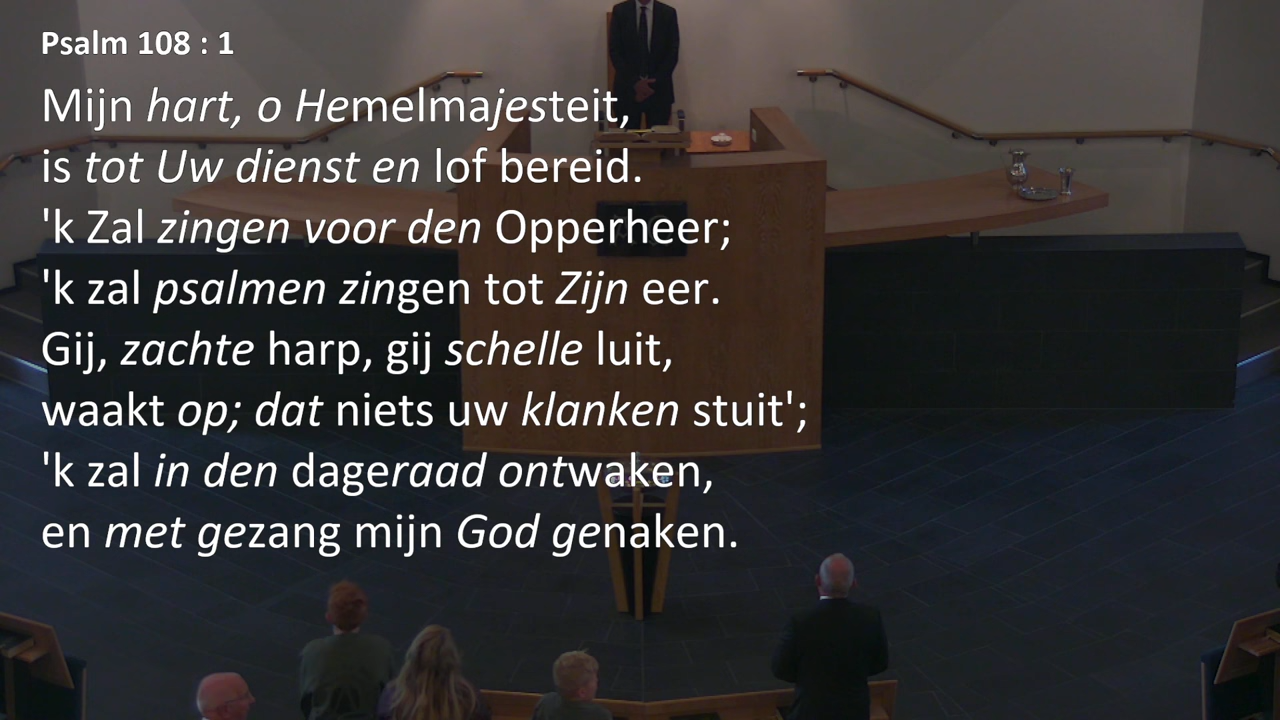 Psalm 108 : 1
Mijn hart, o Hemelmajesteit,
is tot Uw dienst en lof bereid.
'k Zal zingen voor den Opperheer;
'k zal psalmen zingen tot Zijn eer.
Gij, zachte harp, gij schelle luit,
waakt op; dat niets uw klanken stuit';
'k zal in den dageraad ontwaken,
en met gezang mijn God genaken.